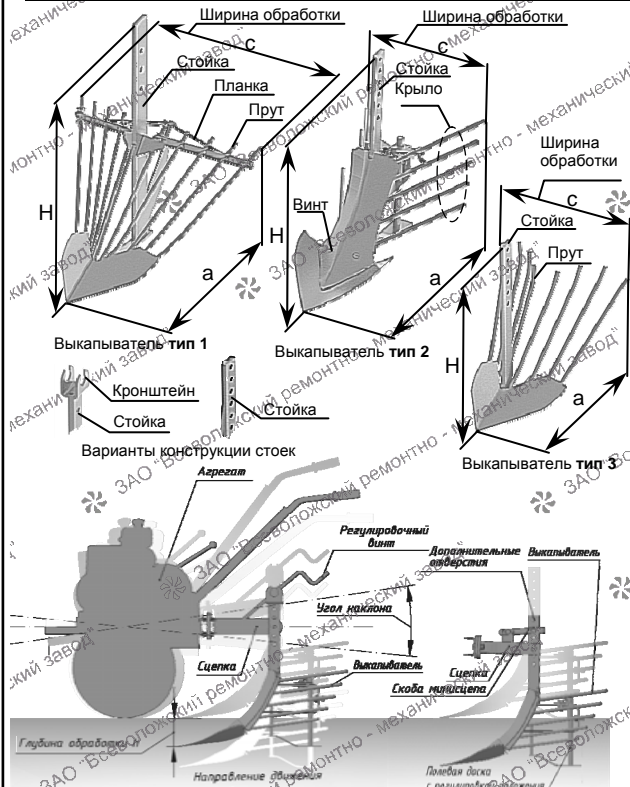 Ширина обработки
Ширина обработки
с
с
Стойка
Стойка
Планка
Крыло
Прут
Ширина
обработки
с
Стойка
H
H
Винт
Прут
а
а
H
а
Выкапыватель тип 1
Выкапыватель тип 2
Кронштейн
Стойка
Стойка
Варианты конструкции стоек
Выкапыватель тип 3
Агрегат
Регулировочный
винт
Дополнительные
отверстия
Выкапыватель
Угол наклона
Сцепка
Выкапыватель
Сцепка
Скоба минисцепа
Глубина обработки h
Направление движения
Полевая доска
с регулировкой положения
ЗАО "Всеволожский ремонтно - механический завод"